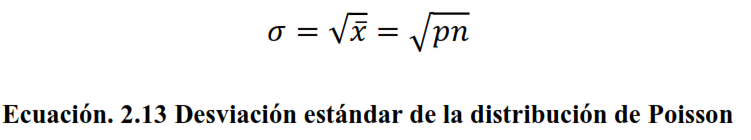 σ = √x̄ = √pn
Ecuación. 2.13 Desviación estándar de la distribución de Poisson